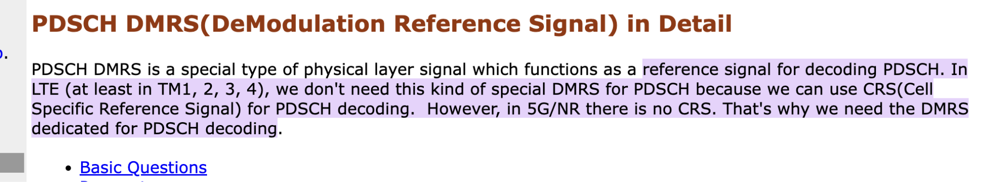 PDSCH DMRS(DeModulation Reference Signal) in Detail
.
PDSCH DMRS is a special type of physical layer signal which functions as a reference signal for decoding PDSCH. In
LTE (at least in TM1, 2, 3, 4), we don't need this kind of special DMRS for PDSCH because we can use CRS(Cell
Specific Reference Signal) for PDSCH decoding.  However, in 5G/NR there is no CRS. That's why we need the DMRS
dedicated for PDSCH decoding.
• Basic Questions